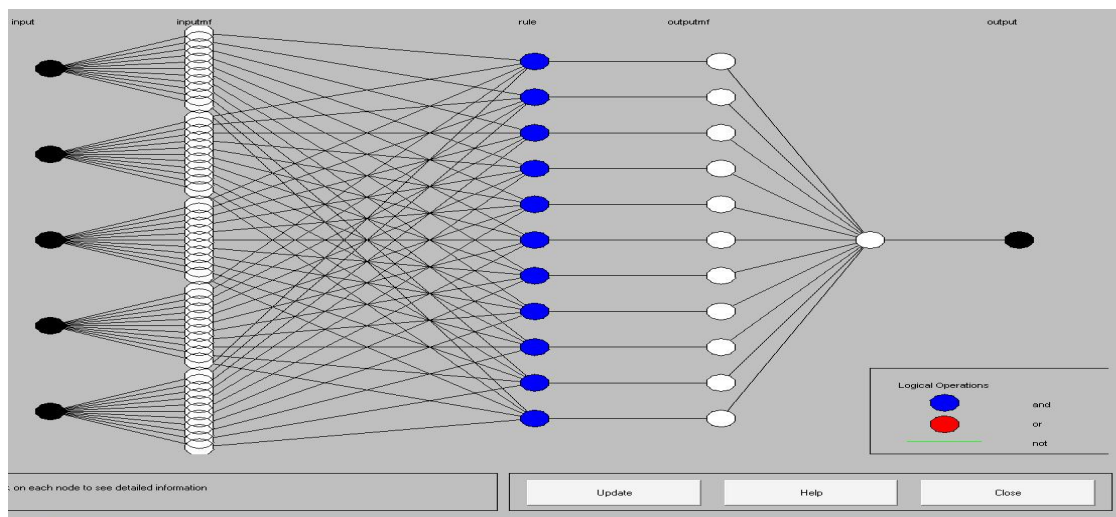 input inputmf rule outputmf output
Logical Operations
and
or
not
on each node to see detailed information
Update Help Close